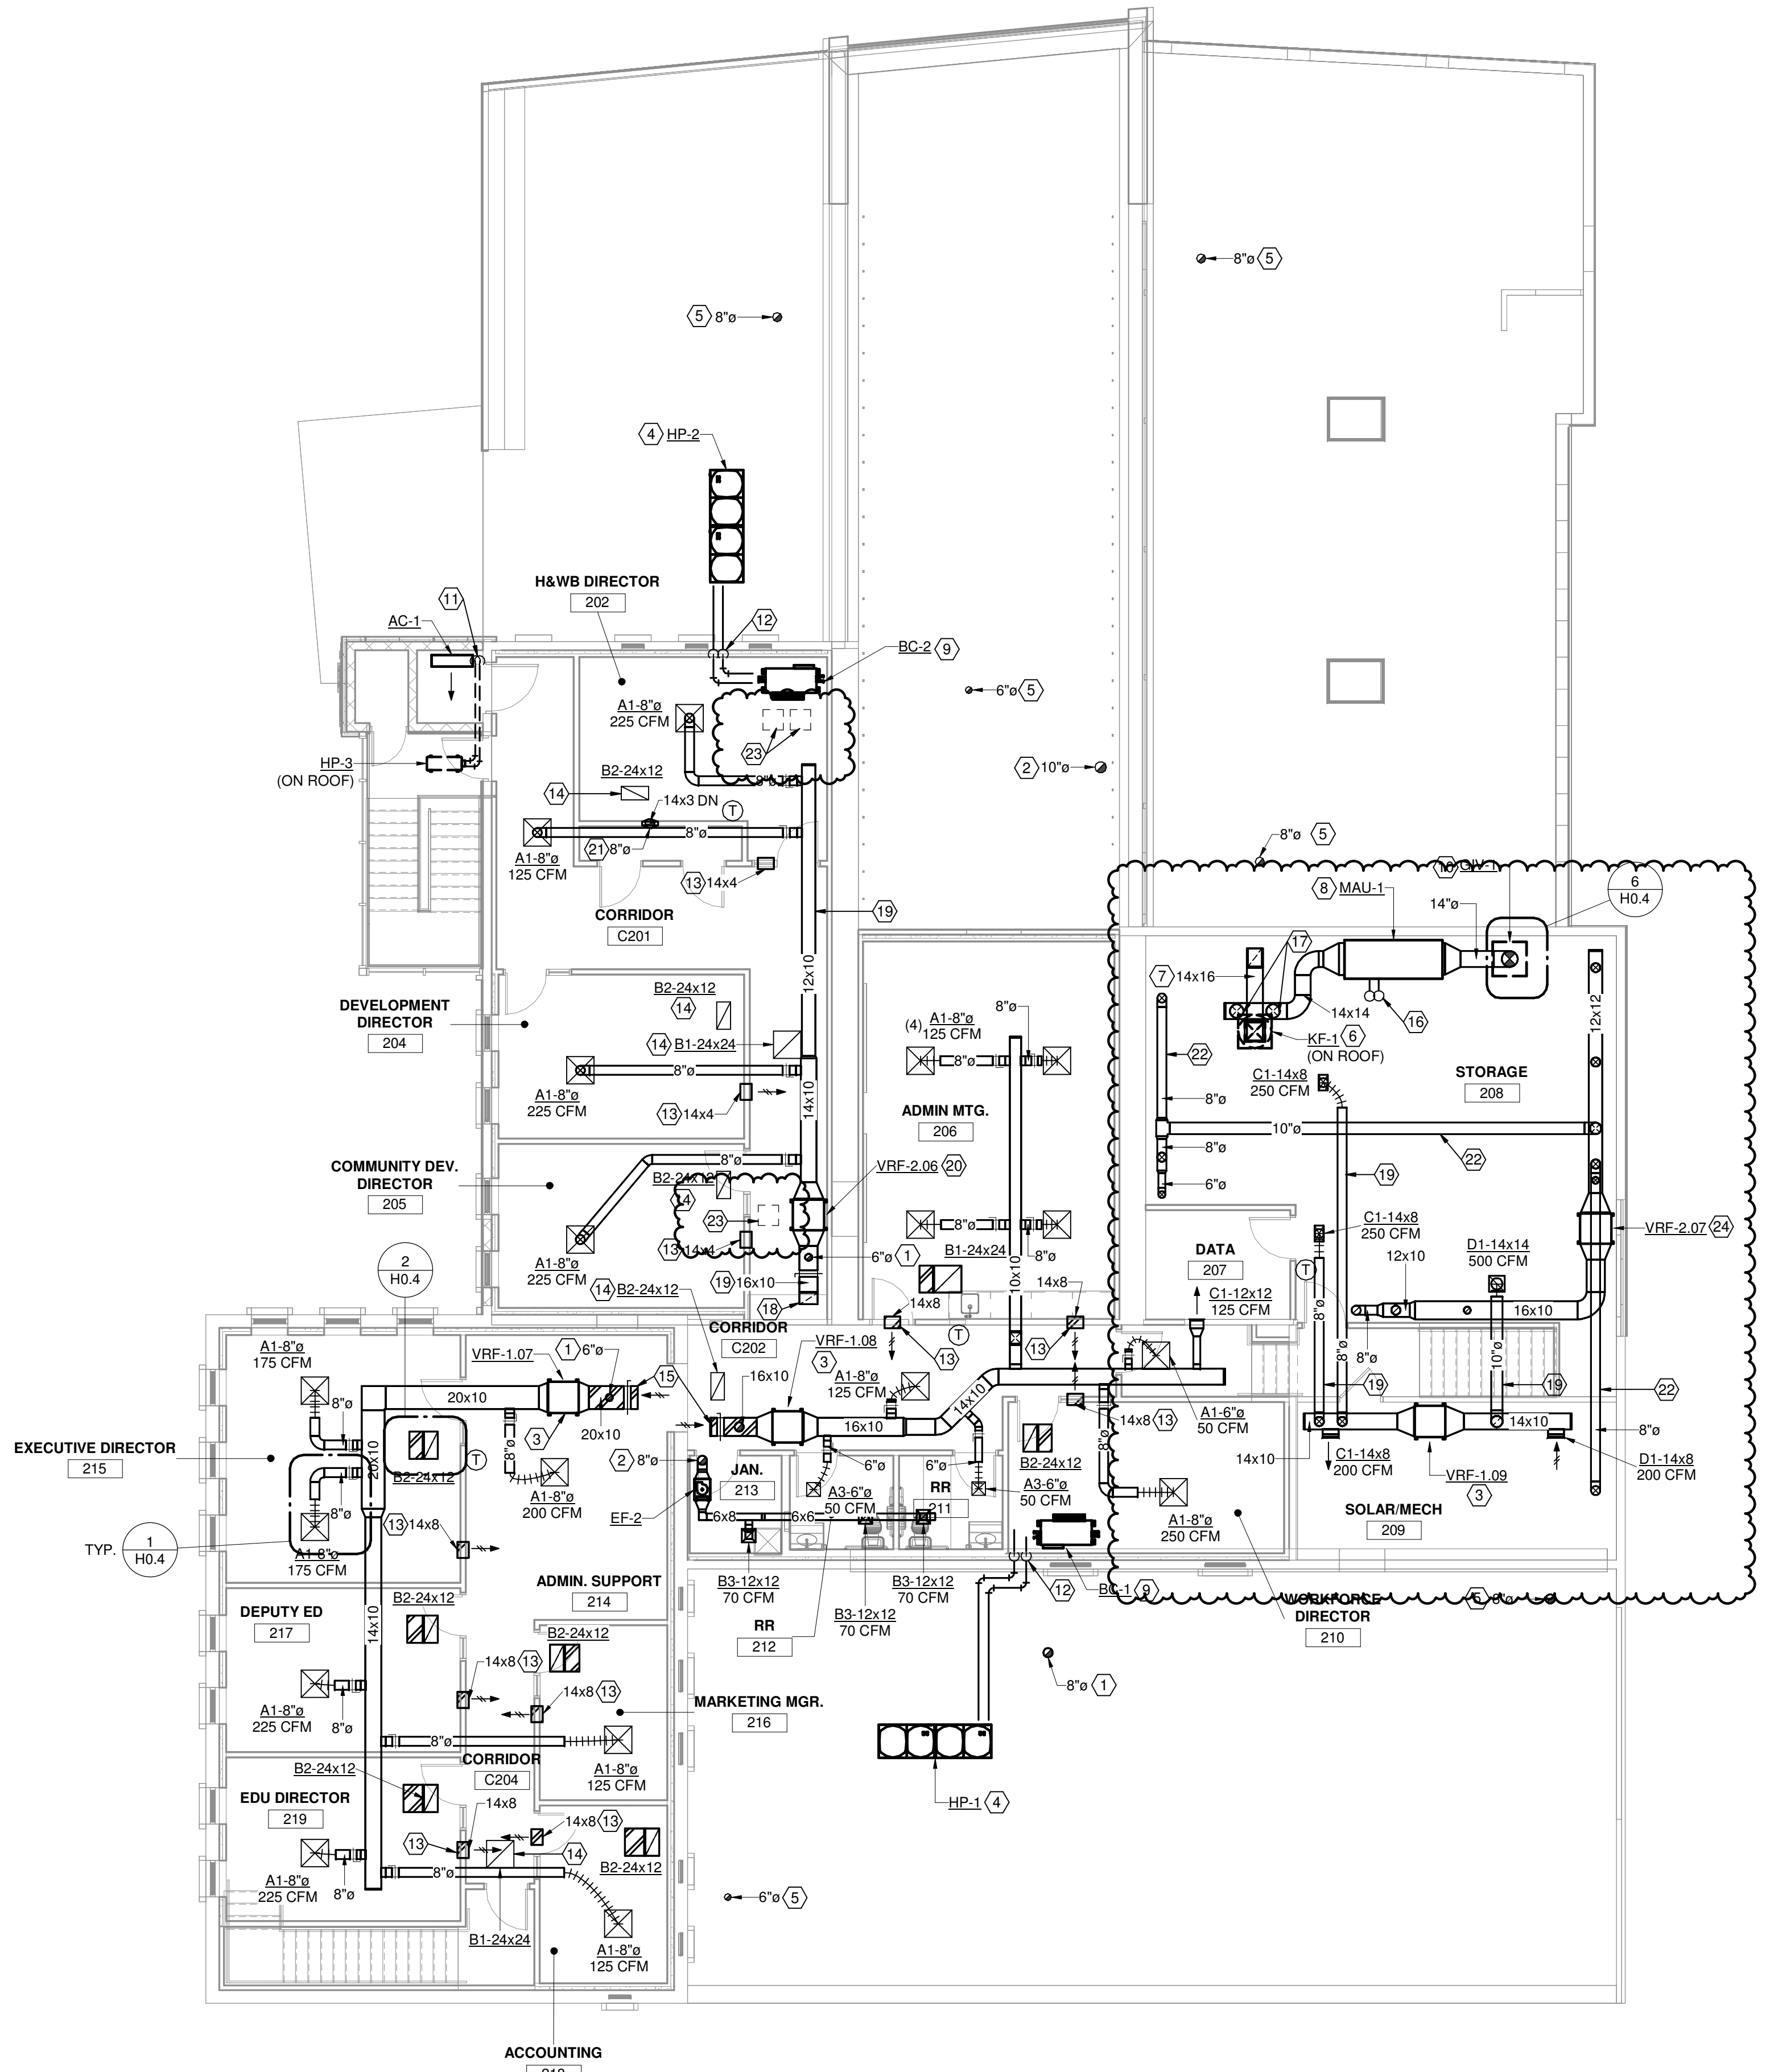 8"ø 5
5 8"ø
4 HP-2
H&WB DIRECTOR
202
11
AC-1
12
BC-2 9
A1-8"ø
225 CFM
6"ø 5
23
HP-3
(ON ROOF)
B2-24x12
8"ø
2 10"ø
14
14x3 DN
T
8"ø
21 8"ø
A1-8"ø
125 CFM
13 14x4
8"ø 5
10 GIV-1
8 MAU-1
6
H0.4
14"ø
CORRIDOR
C201
19
12x10
17
7 14x16
14x14
16
KF-1 6
(ON ROOF)
12x12
DEVELOPMENT
DIRECTOR
204
B2-24x12
14
14 B1-24x24
8"ø
A1-8"ø
225 CFM
14x10
13 14x4
(4) A1-8"ø
125 CFM
8"ø
8"ø
22
C1-14x8
250 CFM
STORAGE
208
8"ø
ADMIN MTG.
206
10"ø
8"ø
22
6"ø
19
COMMUNITY DEV.
DIRECTOR
205
8"ø
B2-24x12
14
VRF-2.06 20
23
13 14x4
8"ø
8"ø
B1-24x24
10x10
C1-14x8
250 CFM
VRF-2.07 24
DATA
207
D1-14x14
500 CFM
12x10
2
H0.4
A1-8"ø
225 CFM
6"ø 1
19 16x10
18
14 B2-24x12
14x8
14x8
T
C1-12x12
125 CFM
16x10
8"ø
CORRIDOR
C202
T
13
13
8"ø
8"ø
10"ø
A1-8"ø
175 CFM
VRF-1.07
1 6"ø
15
VRF-1.08
3
A1-8"ø
125 CFM
20x10
20x10
16x10
14x10
16x10
8"ø
3
8"ø
20x10
19
19
22
A1-6"ø
50 CFM
14x8 13
14x10
14x10
8"ø
EXECUTIVE DIRECTOR
215
B2-24x12
T
8"ø
A1-8"ø
200 CFM
2 8"ø
JAN.
213
6"ø
6"ø
B2-24x12
8"ø
C1-14x8
200 CFM
VRF-1.09
3
D1-14x8
200 CFM
A3-6"ø
50 CFM
RR
211
A3-6"ø
50 CFM
EF-2
6x8
6x6
A1-8"ø
250 CFM
SOLAR/MECH
209
8"ø
13 14x8
TYP.
1
H0.4
A1-8"ø
175 CFM
ADMIN. SUPPORT
214
B3-12x12
70 CFM
B3-12x12
70 CFM
B3-12x12
70 CFM
12
BC-1 9
WORKFORCE
DIRECTOR
210
5 8"ø
DEPUTY ED
217
B2-24x12
14x10
B2-24x12
RR
212
14x8 13
14x8 13
8"ø 1
A1-8"ø
225 CFM
8"ø
MARKETING MGR.
216
8"ø
CORRIDOR
C204
A1-8"ø
125 CFM
B2-24x12
EDU DIRECTOR
219
14x8
13
14x8 13
14
B2-24x12
HP-1 4
A1-8"ø
225 CFM
8"ø
8"ø
6"ø 5
B1-24x24
A1-8"ø
125 CFM
ACCOUNTING